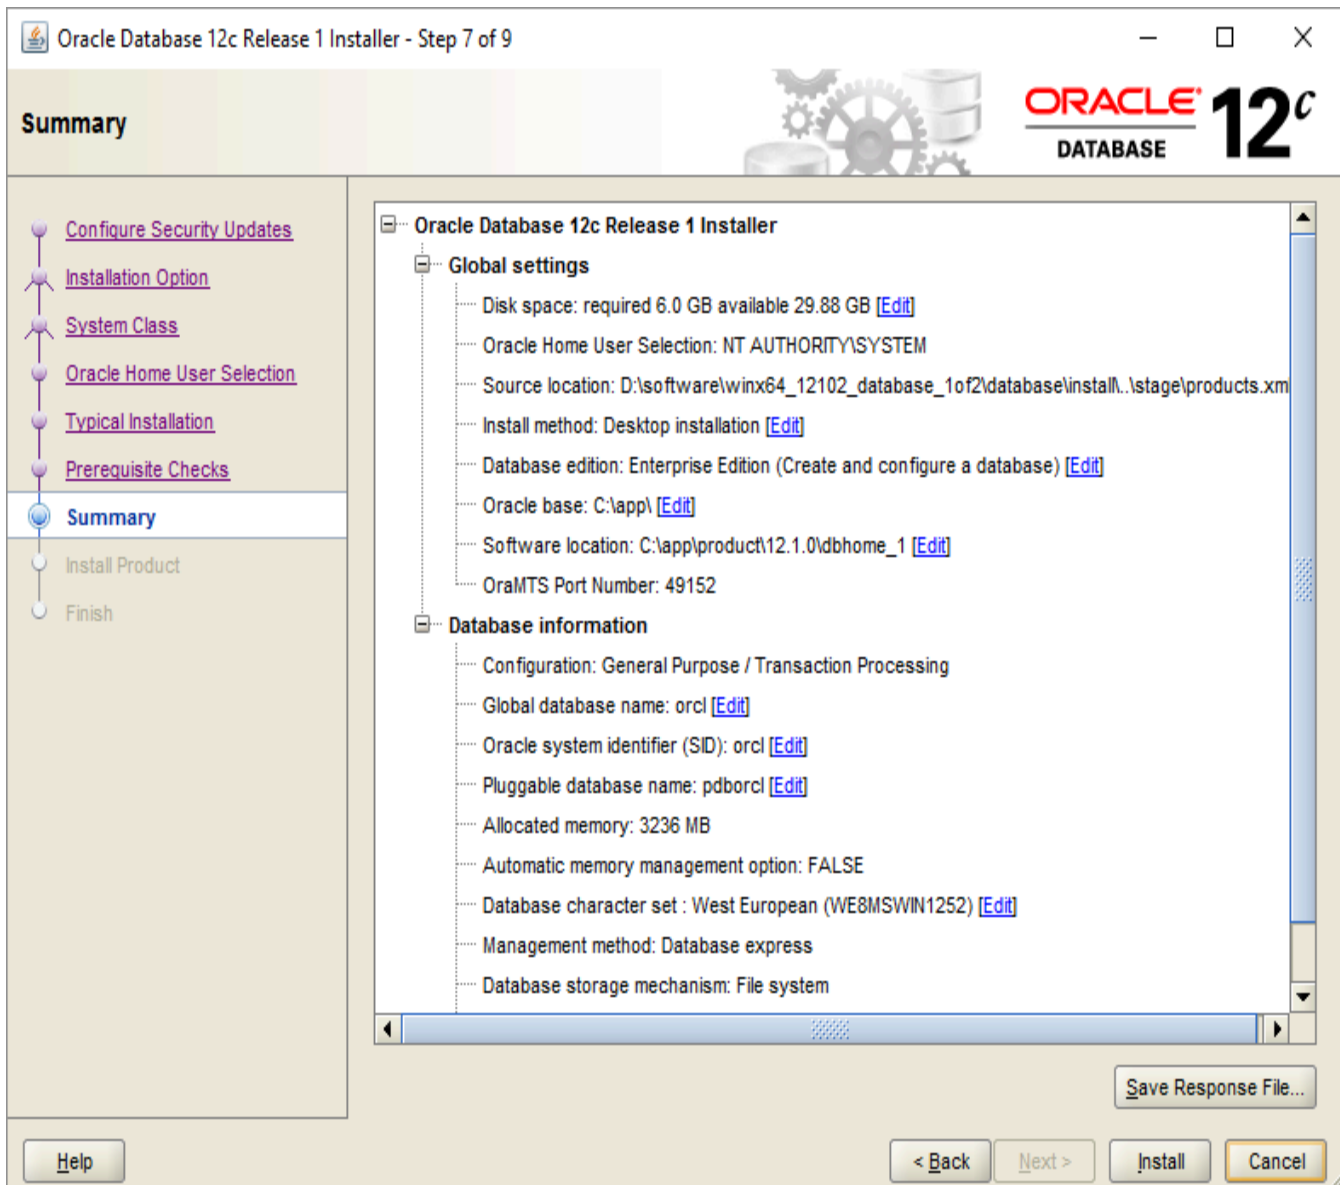 Oracle Database 12c Release 1 Installer - Step 7 of 9
Summary
ORACLE
DATABASE
12c
Configure Security Updates
Installation Option
System Class
Oracle Home User Selection
Typical Installation
Prerequisite Checks
Summary
Install Product
Finish
Oracle Database 12c Release 1 Installer
Global settings
Disk space: required 6.0 GB available 29.88 GB [Edit]
Oracle Home User Selection: NT AUTHORITY\SYSTEM
Source location: D:\software\winx64_12102_database_1of2\database\install\..\stage\products.xm
Install method: Desktop installation [Edit]
Database edition: Enterprise Edition (Create and configure a database) [Edit]
Oracle base: C:\app\ [Edit]
Software location: C:\app\product\12.1.0\dbhome_1 [Edit]
OraMTS Port Number: 49152
Database information
Configuration: General Purpose / Transaction Processing
Global database name: orcl [Edit]
Oracle system identifier (SID): orcl [Edit]
Pluggable database name: pdborcl [Edit]
Allocated memory: 3236 MB
Automatic memory management option: FALSE
Database character set : West European (WE8MSWIN1252) [Edit]
Management method: Database express
Database storage mechanism: File system
Save Response File...
Help
< Back
Next >
Install
Cancel